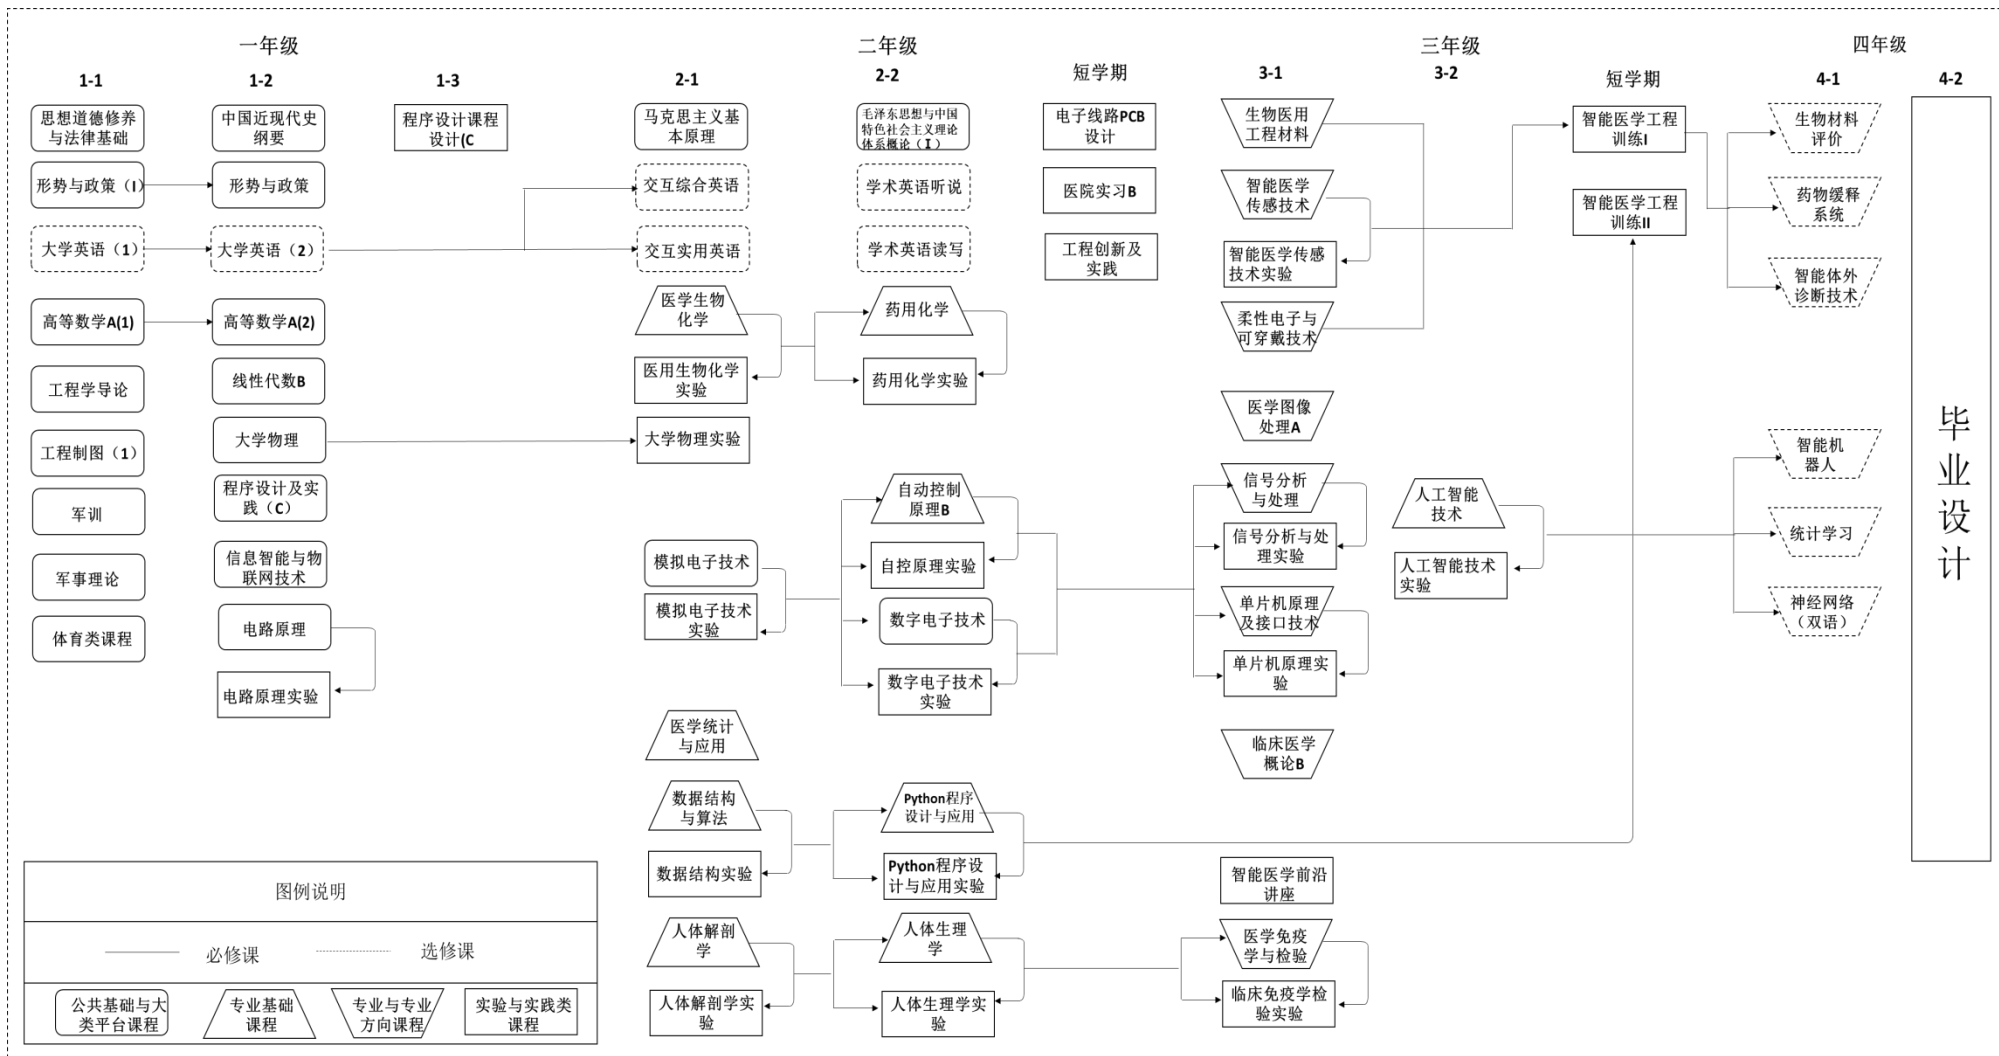 一年级
二年级
三年级
四年级
1-1
1-2
1-3
2-1
2-2
短学期
3-1
3-2
短学期
4-1
4-2
思想道德修养
与法律基础
形势与政策（I）
大学英语（1）
高等数学A(1)
工程学导论
工程制图（1）
军训
军事理论
体育类课程
中国近现代史
纲要
形势与政策
大学英语（2）
高等数学A(2)
线性代数B
大学物理
程序设计及实
践（C）
信息智能与物
联网技术
电路原理
电路原理实验
程序设计课程
设计(C
马克思主义基
本原理
交互综合英语
交互实用英语
医学生物
化学
医用生物化学
实验
大学物理实验
模拟电子技术
模拟电子技术
实验
医学统计
与应用
数据结构
与算法
数据结构实验
人体解剖
学
人体解剖学实
验
毛泽东思想与中国
特色社会主义理论
体系概论（I）
学术英语听说
学术英语读写
药用化学
药用化学实验
自动控制
原理B
自控原理实验
数字电子技术
数字电子技术
实验
Python程序
设计与应用
Python程序设
计与应用实验
人体生理
学
人体生理学实
验
电子线路PCB
设计
医院实习B
工程创新及
实践
生物医用
工程材料
智能医学
传感技术
智能医学传感
技术实验
柔性电子与
可穿戴技术
医学图像
处理A
信号分析
与处理
信号分析与处
理实验
单片机原理
及接口技术
单片机原理实
验
临床医学
概论B
智能医学前沿
讲座
医学免疫
学与检验
临床免疫学检
验实验
人工智能
技术
人工智能技术
实验
智能医学工程
训练I
智能医学工程
训练II
生物材料
评价
药物缓释
系统
智能体外
诊断技术
智能机
器人
统计学习
神经网络
（双语）
毕业设计
图例说明
必修课
选修课
公共基础与大
类平台课程
专业基础
课程
专业与专业
方向课程
实验与实践类
课程